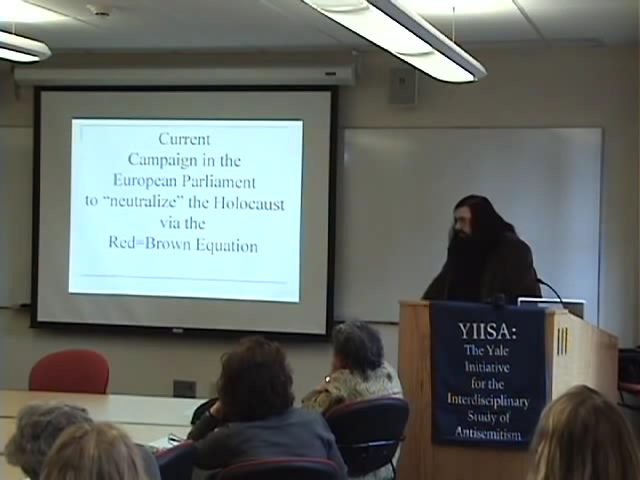 Current
Campaign in the
European Parliament
to “neutralize” the Holocaust
via the
Red=Brown Equation
YIISA:
The Yale
Initiative
for the
Interdisciplinary
Study of
Antisemitism